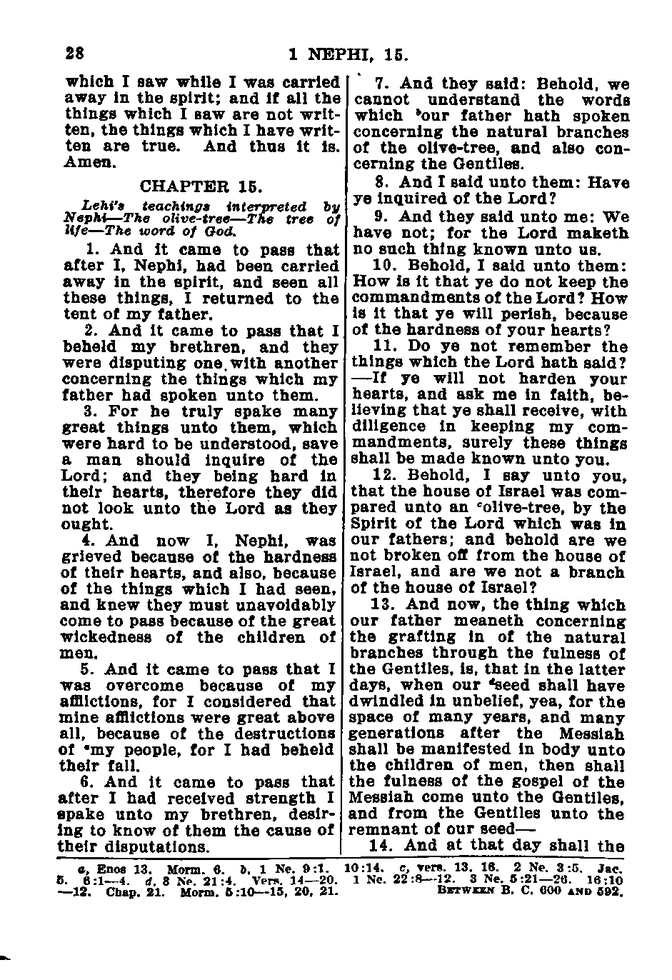 28
1 NEPHI, 15.
which I saw while I was carried
away in the spirit; and if all the
things which I saw are not writ-
ten, the things which I have writ-
ten are true. And thus it is.
Amen.
CHAPTER 15.
Lehi's teachings interpreted by
Nephi—The olive-tree—The tree of
life—The word of God.
1. And it came to pass that
after I, Nephi, had been carried
away in the spirit, and seen all
these things, I returned to the
tent of my father.
2. And it came to pass that I
beheld my brethren, and they
were disputing one with another
concerning the things which my
father had spoken unto them.
3. For he truly spake many
great things unto them, which
were hard to be understood, save
a man should inquire of the
Lord; and they being hard in
their hearts, therefore they did
not look unto the Lord as they
ought.
4. And now I, Nephi, was
grieved because of the hardness
of their hearts, and also, because
of the things which I had seen,
and knew they must unavoidably
come to pass because of the great
wickedness of the children of
men.
5. And it came to pass that I
was overcome because of my
afflictions, for I considered that
mine afflictions were great above
all, because of the destructions
of amy people, for I had beheld
their fall.
6. And it came to pass that
after I had received strength I
spake unto my brethren, desir-
ing to know of them the cause of
their disputations.
7. And they said: Behold, we
cannot understand the words
which bour father hath spoken
concerning the natural branches
of the olive-tree, and also con-
cerning the Gentiles.
8. And I said unto them: Have
ye inquired of the Lord?
9. And they said unto me: We
have not; for the Lord maketh
no such thing known unto us.
10. Behold, I said unto them:
How is it that ye do not keep the
commandments of the Lord? How
is it that ye will perish, because
of the hardness of your hearts?
11. Do ye not remember the
things which the Lord hath said?
—If ye will not harden your
hearts, and ask me in faith, be-
lieving that ye shall receive, with
diligence in keeping my com-
mandments, surely these things
shall be made known unto you.
12. Behold, I say unto you,
that the house of Israel was com-
pared unto an colive-tree, by the
Spirit of the Lord which was in
our fathers; and behold are we
not broken off from the house of
Israel, and are we not a branch
of the house of Israel?
13. And now, the thing which
our father meaneth concerning
the grafting in of the natural
branches through the fulness of
the Gentiles, is, that in the latter
days, when our dseed shall have
dwindled in unbelief, yea, for the
space of many years, and many
generations after the Messiah
shall be manifested in body unto
the children of men, then shall
the fulness of the gospel of the
Messiah come unto the Gentiles,
and from the Gentiles unto the
remnant of our seed—
14. And at that day shall the
a, Enos 13. Morm. 6. b, 1 Ne. 9:1. 10:14. c, vers. 13, 16. 2 Ne. 3:5. Jac.
5. 6:1—4. d, 3 Ne. 21:4. Vers. 14—20. 1 Ne. 22:8—12. 3 Ne. 5:21—26. 16:10
—12. Chap. 21. Morm. 5:10—15, 20, 21. BETWEEN B. C. 600 AND 592.